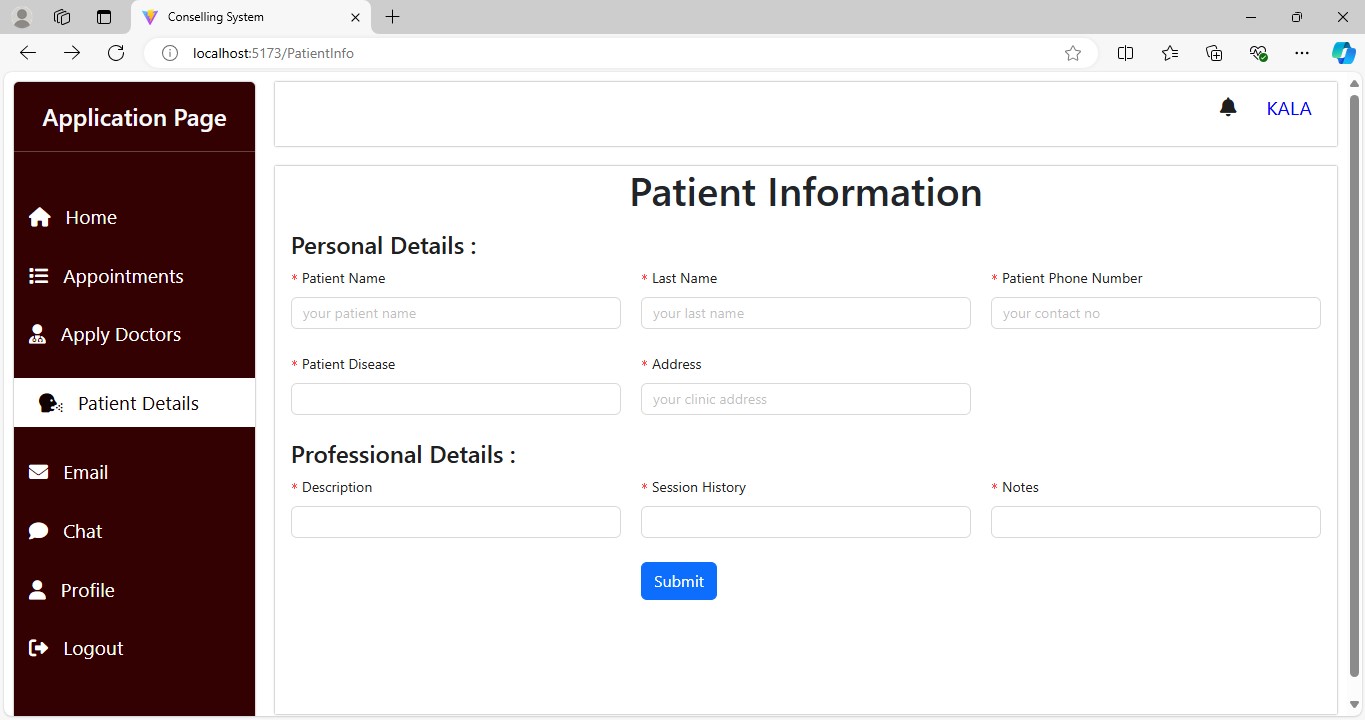 Conselling System
localhost:5173/PatientInfo
Application Page
KALA
Home
Appointments
Apply Doctors
Patient Details
Email
Chat
Profile
Logout
Patient Information
Personal Details :
* Patient Name * Last Name * Patient Phone Number
your patient name your last name your contact no
* Patient Disease * Address
your clinic address
Professional Details :
* Description * Session History * Notes
Submit